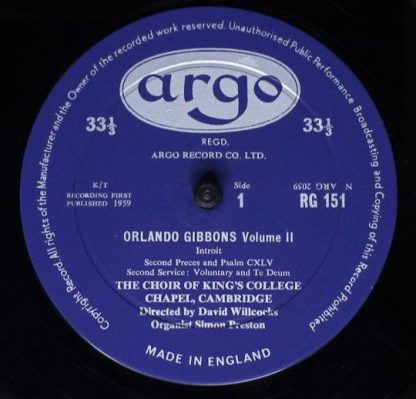 Copyright Record All rights of the Manufacturer and the Owner of the recorded work reserved. Unauthorised Public Performance Broadcasting and Copying of this Record Prohibited
argo
33⅓
33⅓
REGD.
ARGO RECORD CO. LTD.
K/T
RECORDING FIRST
PUBLISHED 1959
Side
1
N ARG 2059
RG 151
ORLANDO GIBBONS Volume II
Introit
Second Preces and Psalm CXLV
Second Service: Voluntary and Te Deum
THE CHOIR OF KING'S COLLEGE
CHAPEL, CAMBRIDGE
Directed by David Willcocks
Organist Simon Preston
MADE IN ENGLAND